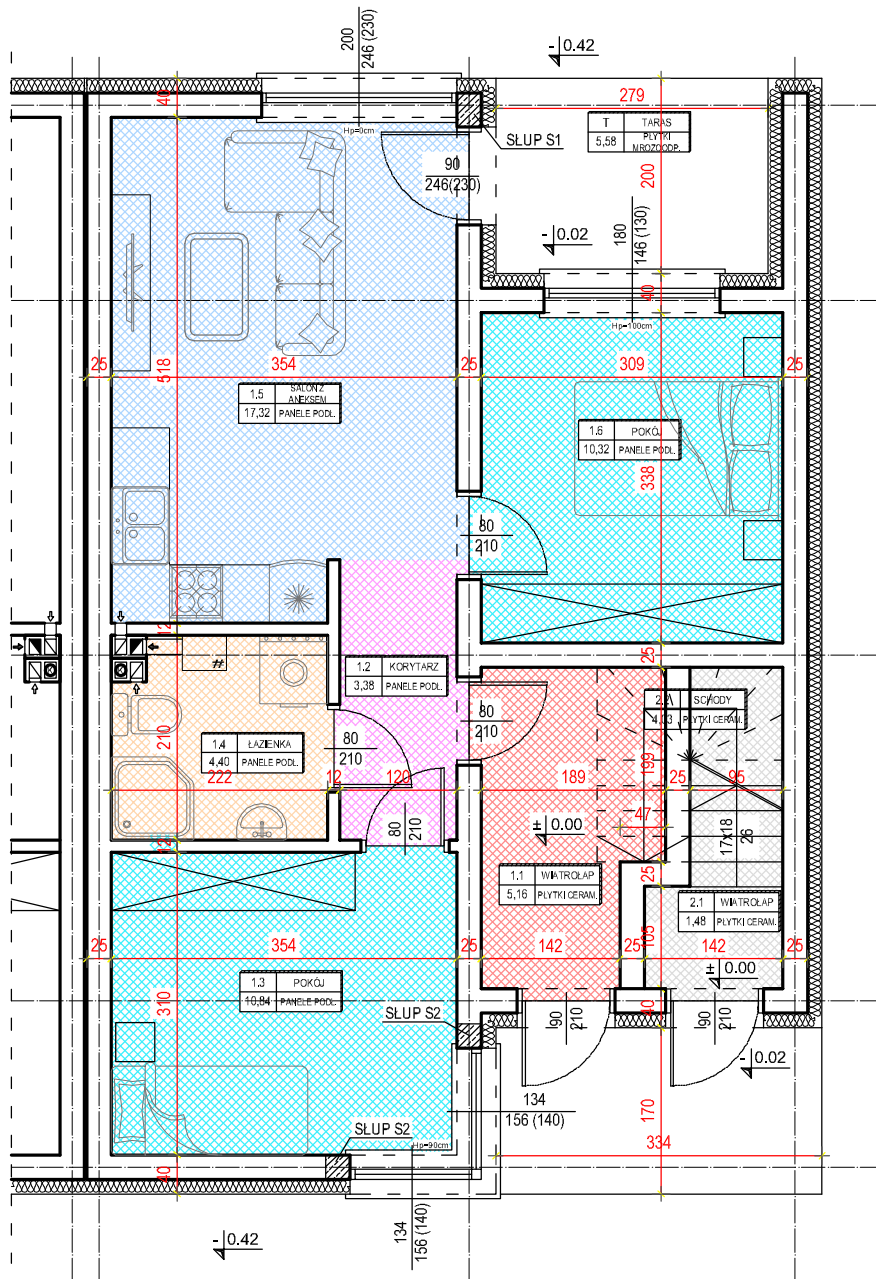 200
246 (230)
- 0.42
40
279
Hp=0cm
SŁUP S1
T TARAS
5,58 PŁYTKI MROZOODP.
90
246(230)
200
- 0.02
180
146 (130)
40
Hp=100cm
25
518
354
25
309
25
1.5 SALON Z ANEKSEM
17,32 PANELE PODŁ.
1.6 POKÓJ
10,32 PANELE PODŁ.
338
80
210
12
25
1.2 KORYTARZ
3,38 PANELE PODŁ.
SCHODY
4,03 PŁYTKI CERAM.
80
210
1.4 ŁAZIENKA
4,40 PANELE PODŁ.
210
80
210
199
222
12
120
189
25
95
47
± 0.00
80
210
17x18
26
12
25
1.1 WIATROŁAP
5,16 PŁYTKI CERAM.
2.1 WIATROŁAP
1,48 PŁYTKI CERAM.
105
25
354
25
142
25
142
25
± 0.00
1.3 POKÓJ
10,84 PANELE PODŁ.
310
SŁUP S2
40
90
210
90
210
- 0.02
134
156 (140)
170
SŁUP S2
Hp=90cm
334
40
134
156 (140)
- 0.42